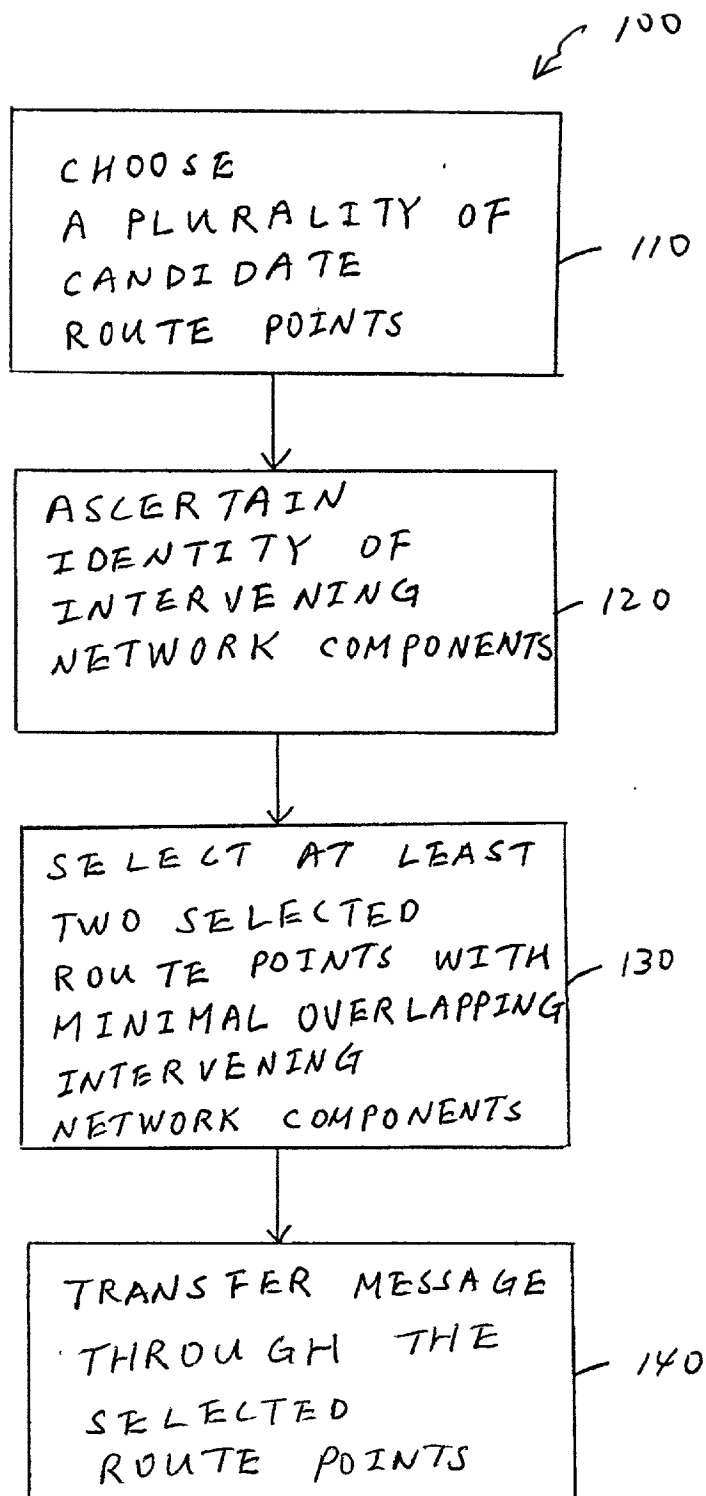 100
CHOOSE
A PLURALITY OF
CANDIDATE
ROUTE POINTS
110
ASCERTAIN
IDENTITY OF
INTERVENING
NETWORK COMPONENTS
120
SELECT AT LEAST
TWO SELECTED
ROUTE POINTS WITH
MINIMAL OVERLAPPING
INTERVENING
NETWORK COMPONENTS
130
TRANSFER MESSAGE
THROUGH THE
SELECTED
ROUTE POINTS
140